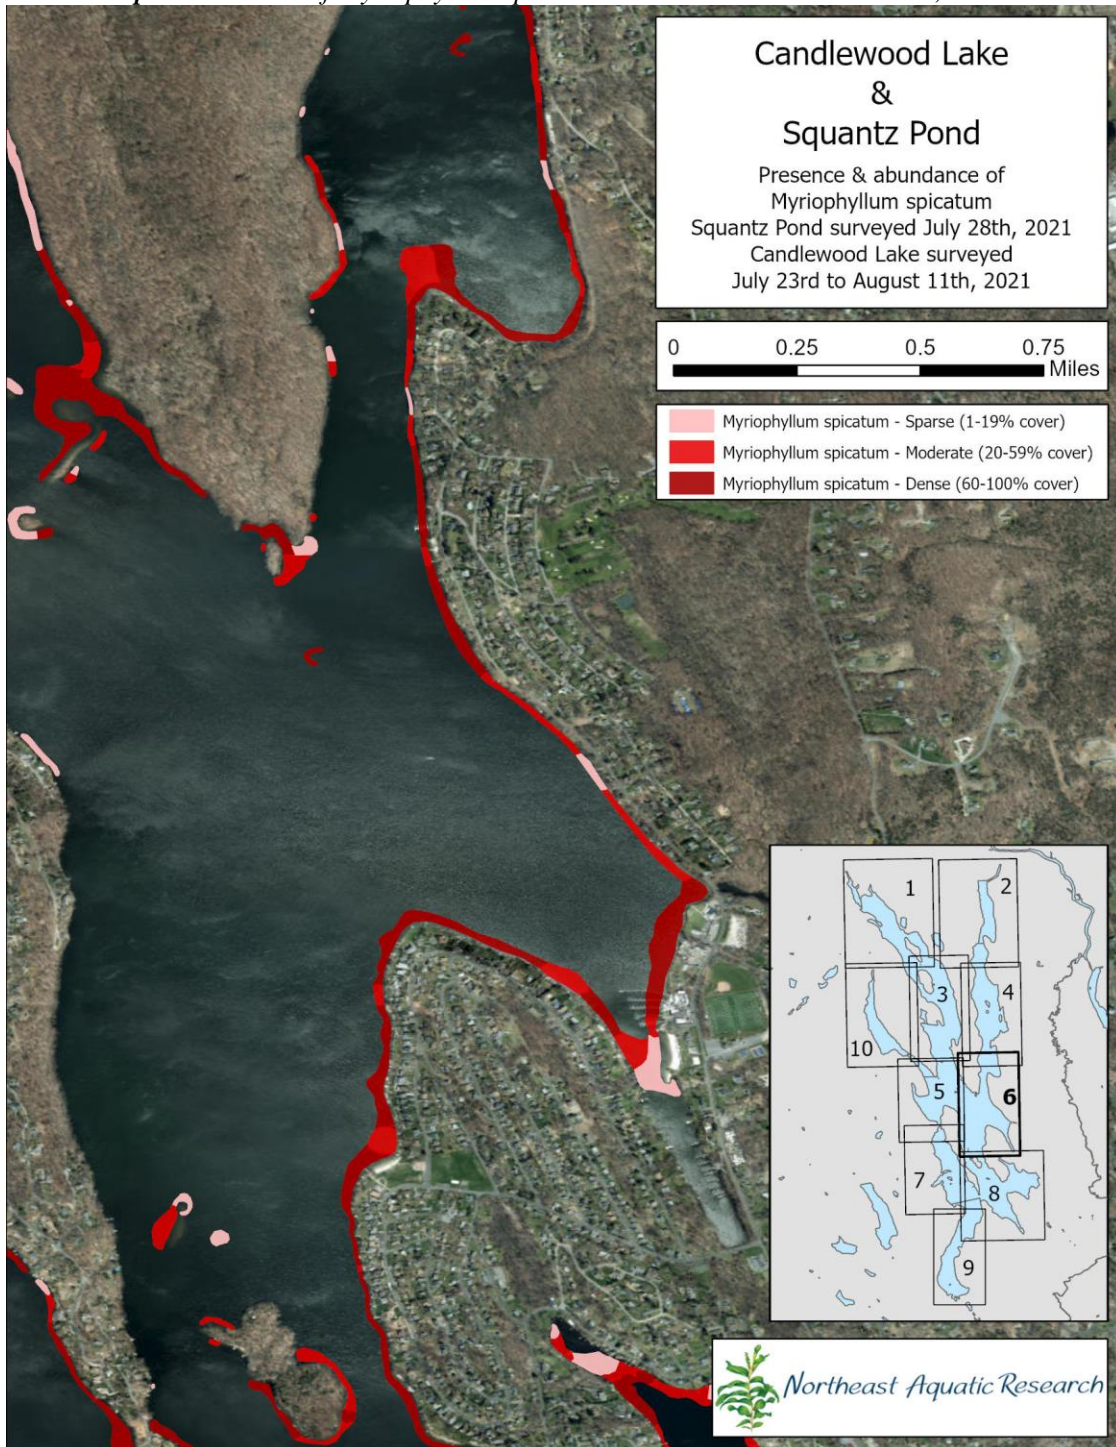 Candlewood Lake
&
Squantz Pond
Presence & abundance of
Myriophyllum spicatum
Squantz Pond surveyed July 28th, 2021
Candlewood Lake surveyed
July 23rd to August 11th, 2021
0 0.25 0.5 0.75
Miles
Myriophyllum spicatum - Sparse (1-19% cover)
Myriophyllum spicatum - Moderate (20-59% cover)
Myriophyllum spicatum - Dense (60-100% cover)
1
2
3
4
10
5
6
7
8
9
Northeast Aquatic Research